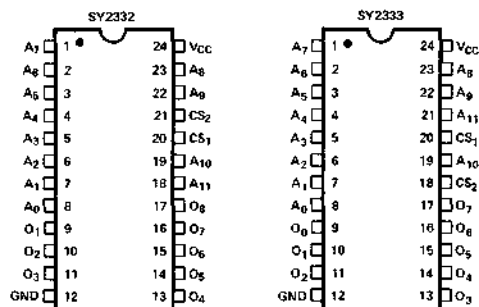 SY2332
A7 1 24 VCC
A6 2 23 A8
A5 3 22 A9
A4 4 21 CS2
A3 5 20 CS1
A2 6 19 A10
A1 7 18 A11
A0 8 17 O8
O1 9 16 O7
O2 10 15 O6
O3 11 14 O5
GND 12 13 O4
SY2333
A7 1 24 VCC
A6 2 23 A8
A5 3 22 A9
A4 4 21 A11
A3 5 20 CS1
A2 6 19 A10
A1 7 18 CS2
A0 8 17 O7
O0 9 16 O6
O1 10 15 O5
O2 11 14 O4
GND 12 13 O3